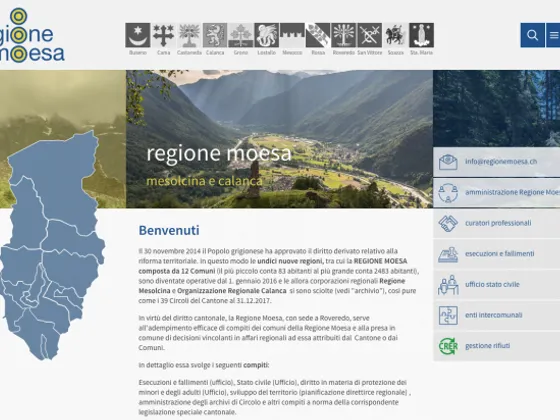 gione
moesa
Buseno Cama Castaneda Calanca Grono Lostallo Mesocco Rossa Roveredo San Vittore Soazza Sta. Maria
regione moesa
mesolcina e calanca
info@regionemoesa.ch
amministrazione Regione Moes
curatori professionali
esecuzioni e fallimenti
ufficio stato civile
enti intercomunali
CRER gestione rifiuti
Benvenuti
Il 30 novembre 2014 il Popolo grigionese ha approvato il diritto derivato relativo alla
riforma territoriale. In questo modo le undici nuove regioni, tra cui la REGIONE MOESA
composta da 12 Comuni (il più piccolo conta 83 abitanti al più grande conta 2483 abitanti),
sono diventate operative dal 1. gennaio 2016 e le allora corporazioni regionali Regione
Mesolcina e Organizzazione Regionale Calanca si sono sciolte (vedi "archivio"), così pure
come i 39 Circoli del Cantone al 31.12.2017.
In virtù del diritto cantonale, la Regione Moesa, con sede a Roveredo, serve
all'adempimento efficace di compiti dei comuni della Regione Moesa e alla presa in
comune di decisioni vincolanti in affari regionali ad essa attribuiti dal Cantone o dai
Comuni.
In dettaglio essa svolge i seguenti compiti:
Esecuzioni e fallimenti (ufficio), Stato civile (Ufficio), diritto in materia di protezione dei
minori e degli adulti (Ufficio), sviluppo del territorio (pianificazione direttirce regionale) ,
amministrazione degli archivi di Circolo e altri compiti a norma della corrispondente
legislazione speciale cantonale.